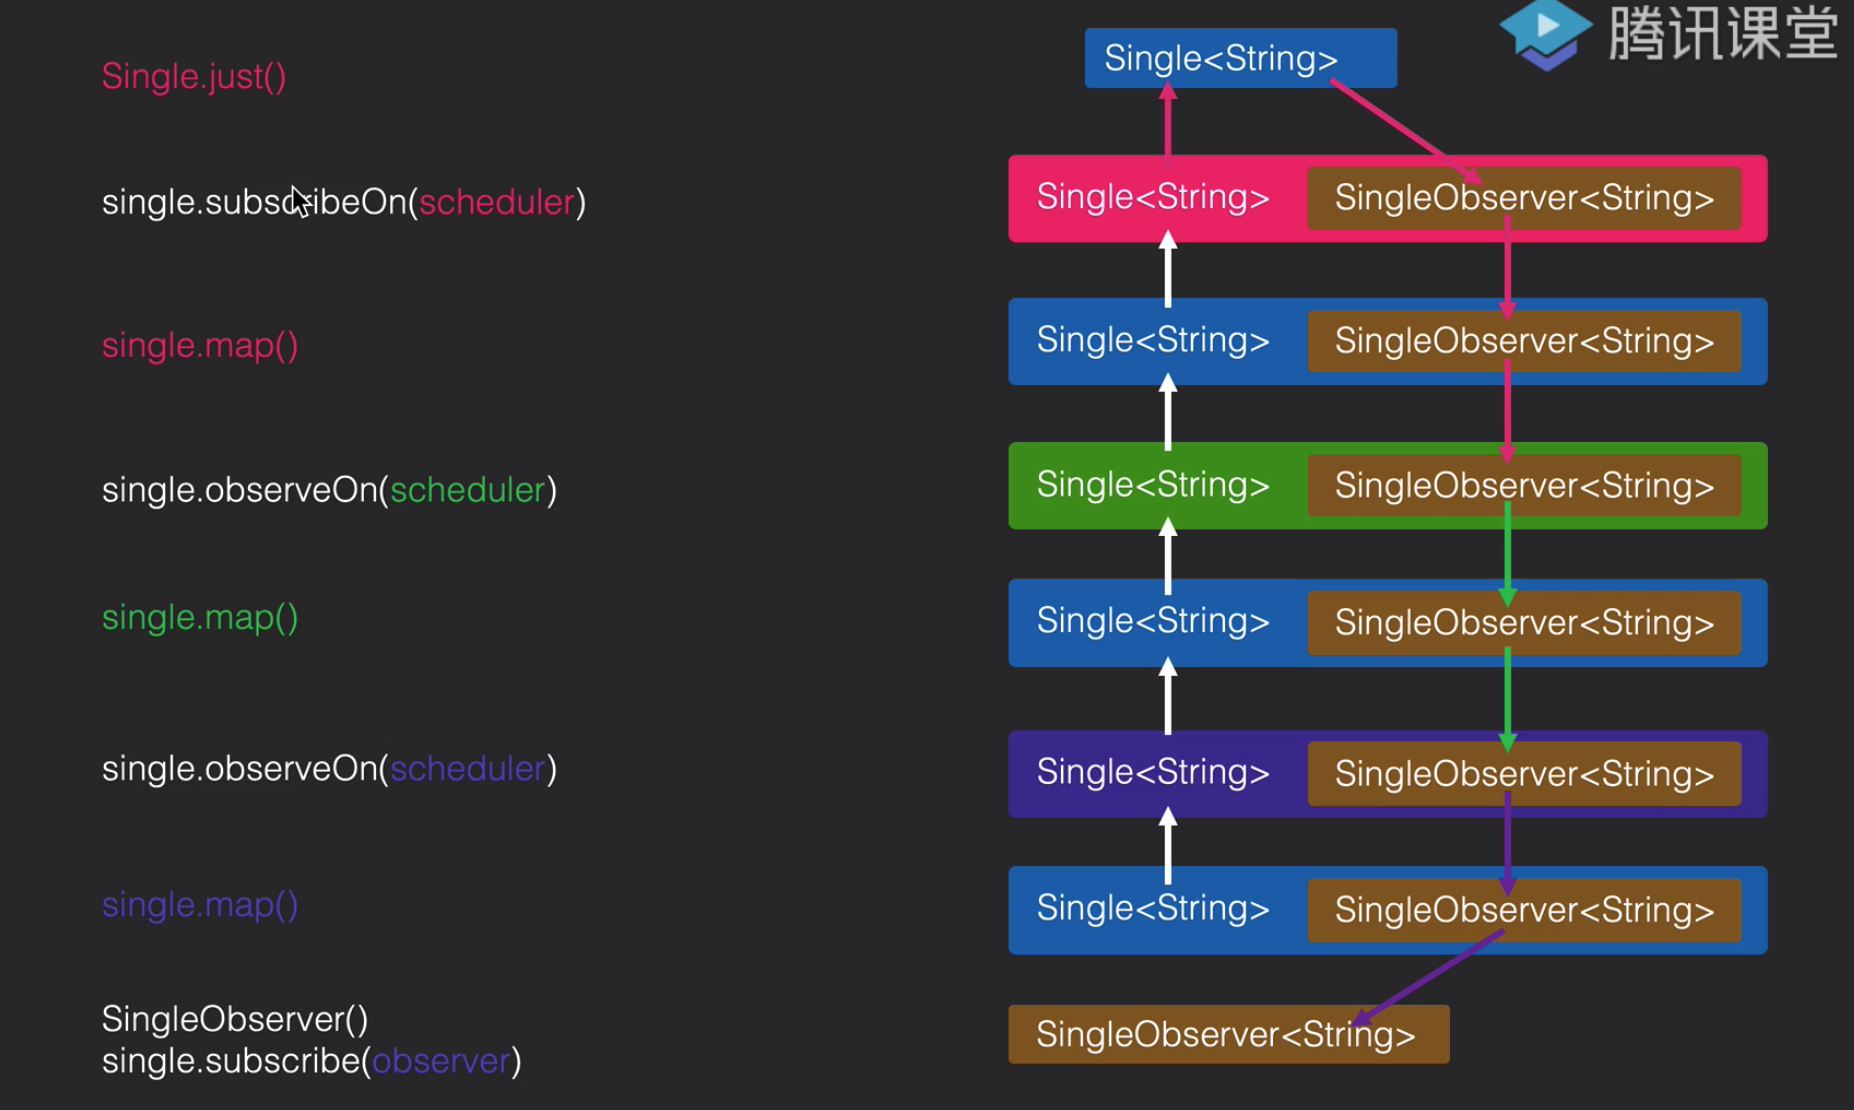 腾讯课堂
Single.just()
Single<String>
single.subscribeOn(scheduler)
Single<String> SingleObserver<String>
single.map()
Single<String> SingleObserver<String>
single.observeOn(scheduler)
Single<String> SingleObserver<String>
single.map()
Single<String> SingleObserver<String>
single.observeOn(scheduler)
Single<String> SingleObserver<String>
single.map()
Single<String> SingleObserver<String>
SingleObserver()
single.subscribe(observer)
SingleObserver<String>